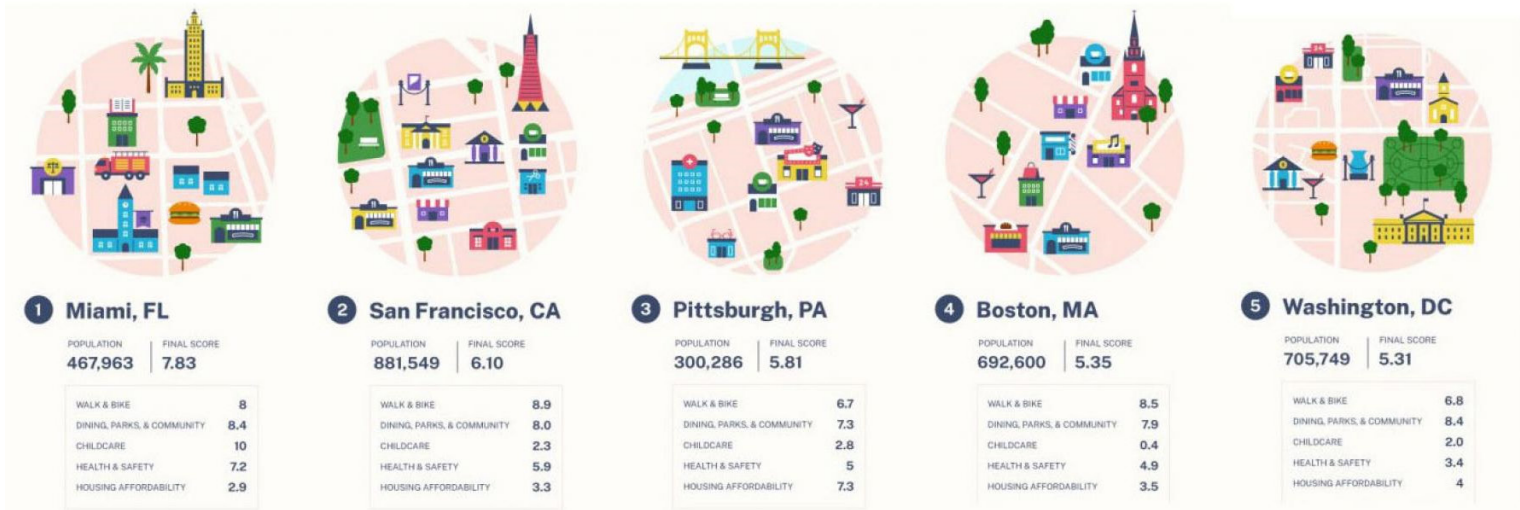 24
24
1 Miami, FL
POPULATION FINAL SCORE
467,963 7.83
WALK & BIKE 8
DINING, PARKS, & COMMUNITY 8.4
CHILDCARE 10
HEALTH & SAFETY 7.2
HOUSING AFFORDABILITY 2.9
2 San Francisco, CA
POPULATION FINAL SCORE
881,549 6.10
WALK & BIKE 8.9
DINING, PARKS, & COMMUNITY 8.0
CHILDCARE 2.3
HEALTH & SAFETY 5.9
HOUSING AFFORDABILITY 3.3
3 Pittsburgh, PA
POPULATION FINAL SCORE
300,286 5.81
WALK & BIKE 6.7
DINING, PARKS, & COMMUNITY 7.3
CHILDCARE 2.8
HEALTH & SAFETY 5
HOUSING AFFORDABILITY 7.3
4 Boston, MA
POPULATION FINAL SCORE
692,600 5.35
WALK & BIKE 8.5
DINING, PARKS, & COMMUNITY 7.9
CHILDCARE 0.4
HEALTH & SAFETY 4.9
HOUSING AFFORDABILITY 3.5
5 Washington, DC
POPULATION FINAL SCORE
705,749 5.31
WALK & BIKE 6.8
DINING, PARKS, & COMMUNITY 8.4
CHILDCARE 2.0
HEALTH & SAFETY 3.4
HOUSING AFFORDABILITY 4